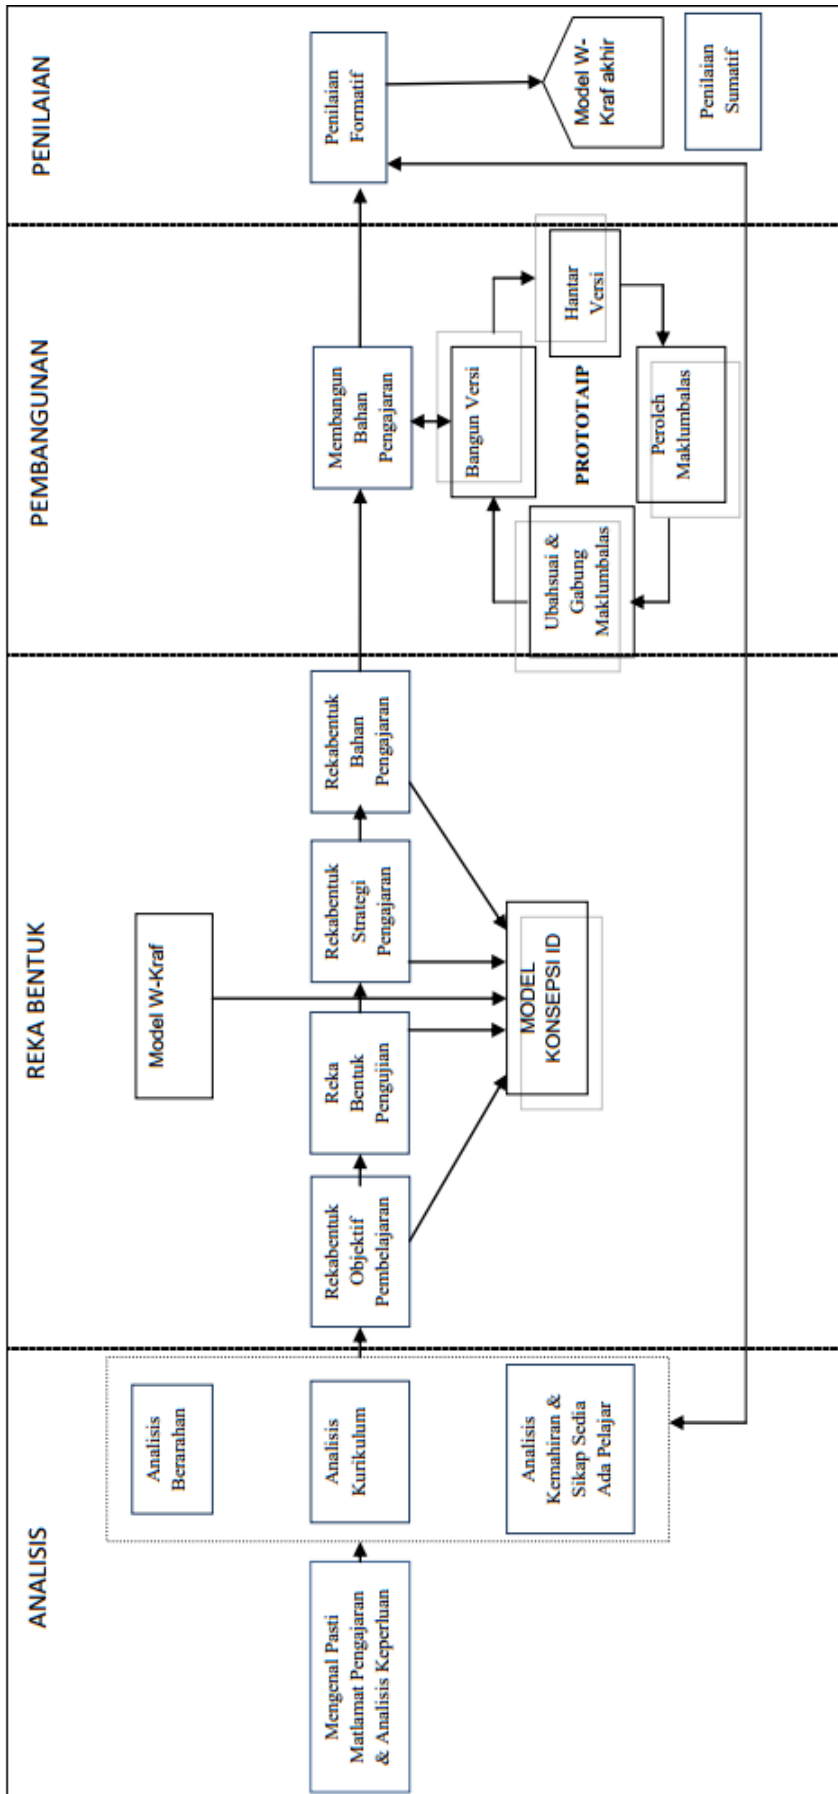 ANALISIS
REKA BENTUK
PEMBANGUNAN
PENILAIAN
Mengenal Pasti
Matlamat Pengajaran
& Analisis Keperluan
Analisis
Berarahan
Analisis
Kurikulum
Analisis
Kemahiran &
Sikap Sedia
Ada Pelajar
Model W-Kraf
Rekabentuk
Objektif
Pembelajaran
Reka
Bentuk
Pengujian
Rekabentuk
Strategi
Pengajaran
Rekabentuk
Bahan
Pengajaran
MODEL
KONSEPSI ID
Membangun
Bahan
Pengajaran
Bangun Versi
Hantar
Versi
PROTOTAIP
Ubahsuai &
Gabung
Maklumbalas
Peroleh
Maklumbalas
Penilaian
Formatif
Model W-
Kraf akhir
Penilaian
Sumatif